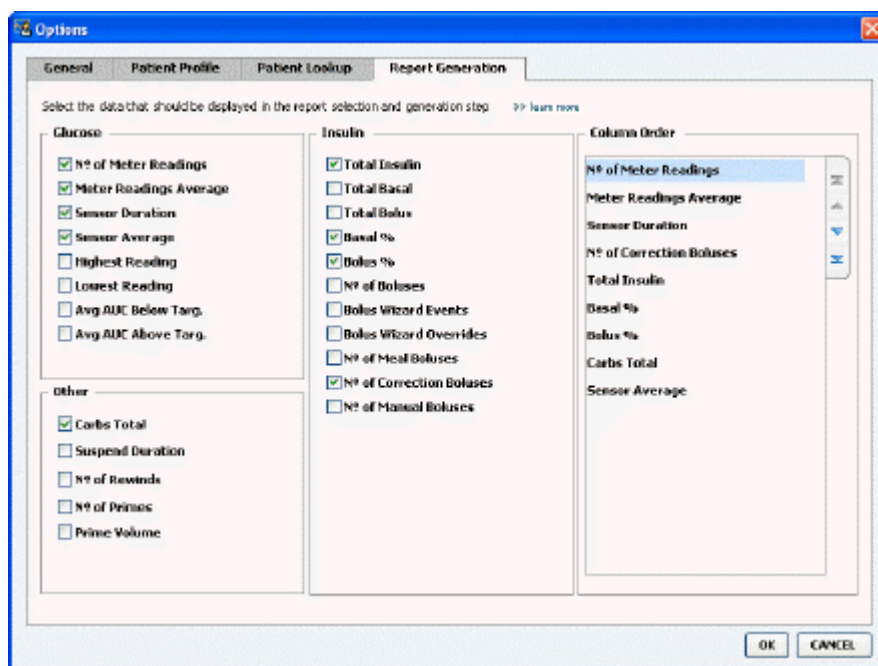 Options
General
Patient Profile
Patient Lookup
Report Generation
Select the data that should be displayed in the report selection and generation step >> learn more
Glucose
Nº of Meter Readings
Meter Readings Average
Sensor Duration
Sensor Average
Highest Reading
Lowest Reading
Avg AUC Below Targ.
Avg AUC Above Targ.
Other
Carbs Total
Suspend Duration
Nº of Rewinds
Nº of Primes
Prime Volume
Insulin
Total Insulin
Total Basal
Total Bolus
Basal %
Bolus %
Nº of Boluses
Bolus Wizard Events
Bolus Wizard Overrides
Nº of Meal Boluses
Nº of Correction Boluses
Nº of Manual Boluses
Column Order
Nº of Meter Readings
Meter Readings Average
Sensor Duration
Nº of Correction Boluses
Total Insulin
Basal %
Bolus %
Carbs Total
Sensor Average
OK
CANCEL